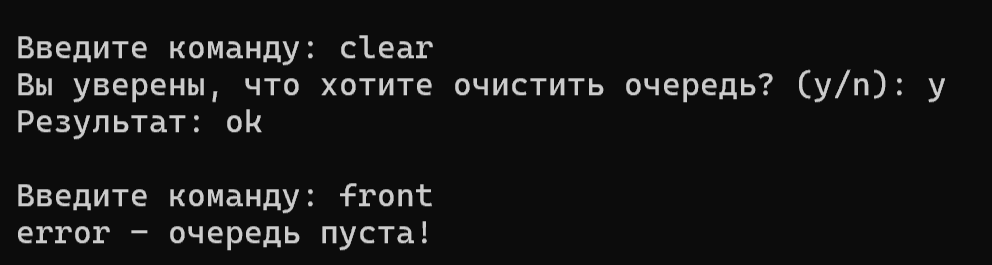 Введите команду: clear
Вы уверены, что хотите очистить очередь? (y/n): y
Результат: ok
Введите команду: front
error – очередь пуста!